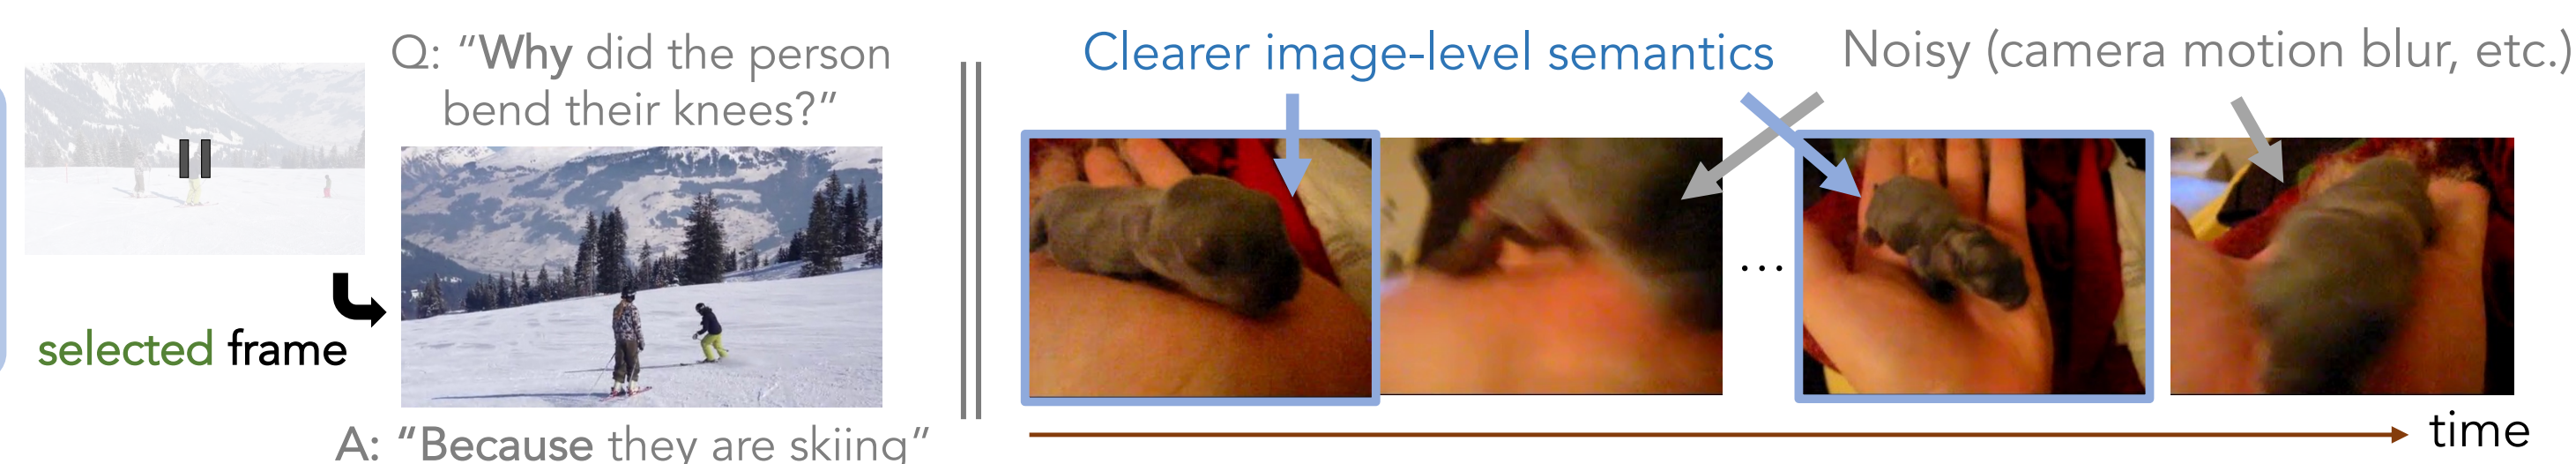 Q: “Why did the person
bend their knees?”
selected frame
A: “Because they are skiing”
Clearer image-level semantics
Noisy (camera motion blur, etc.)
...
time